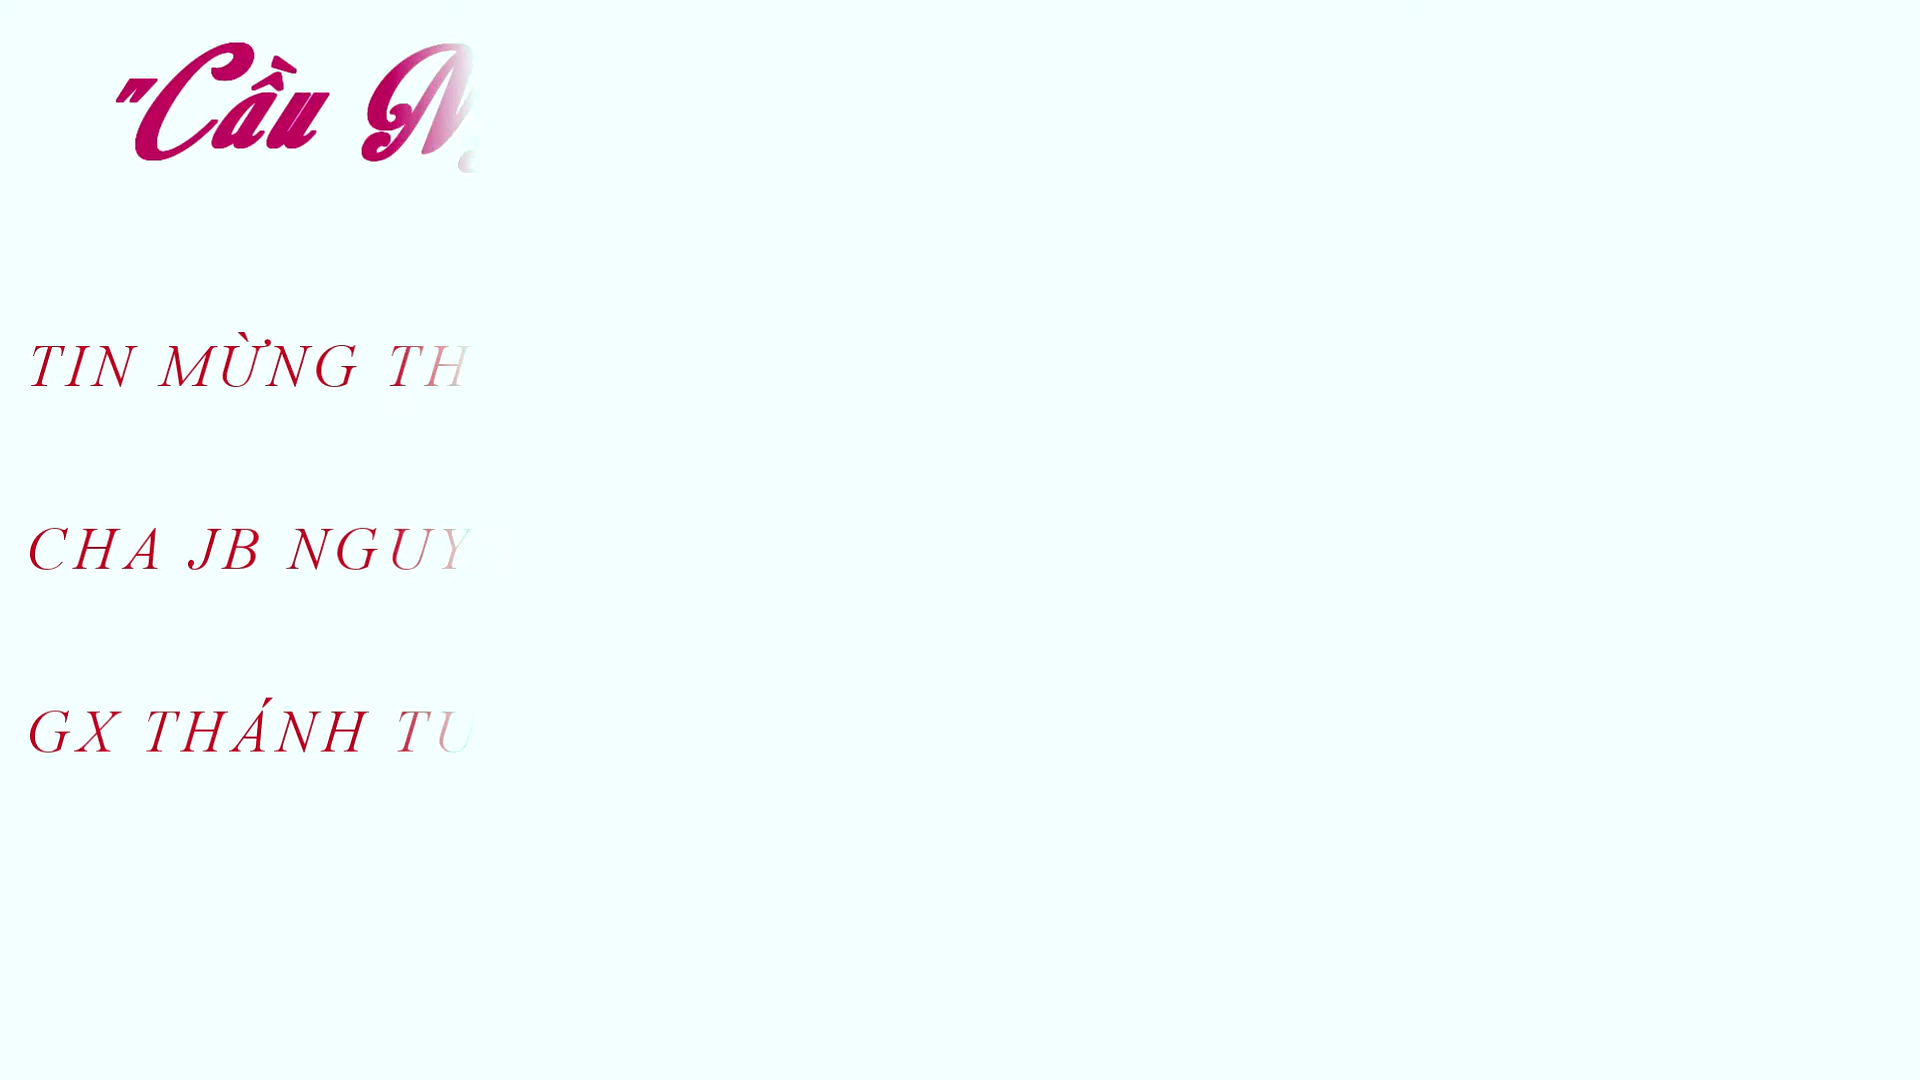 "Cầu
TIN MỪNG TH
CHA JB NGUY
GX THÁNH TU